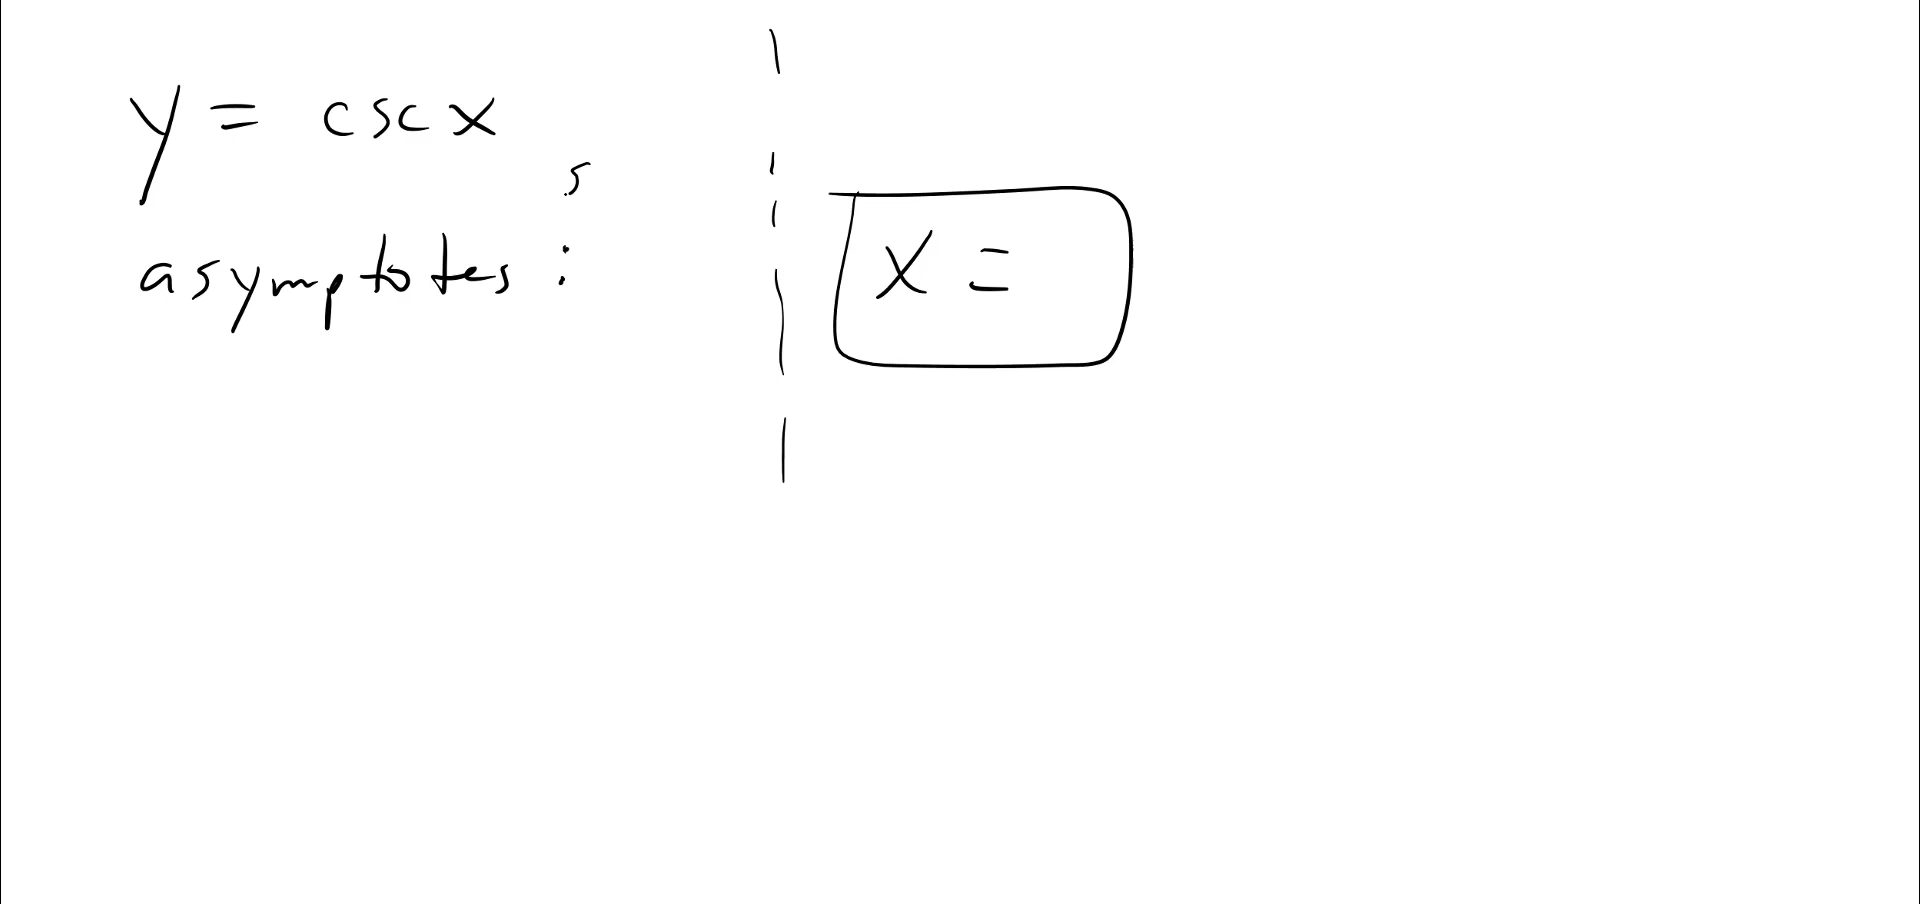 y = csc x
s
asymptotes :
x =